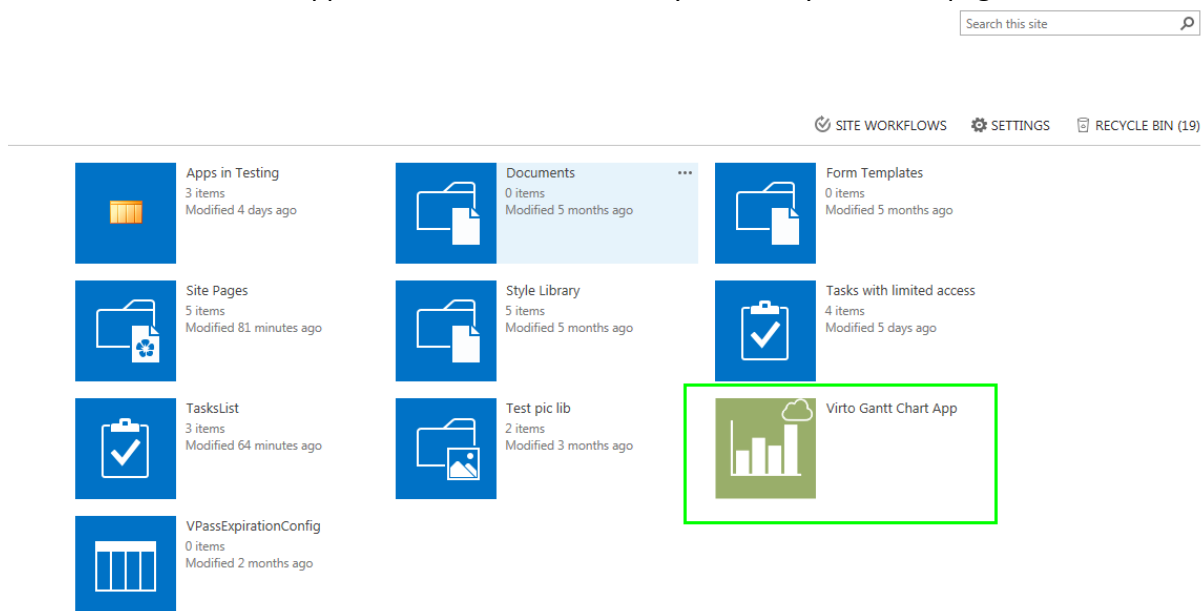 Search this site
SITE WORKFLOWS SETTINGS RECYCLE BIN (19)
Apps in Testing
3 items
Modified 4 days ago
Documents
0 items
Modified 5 months ago
Form Templates
0 items
Modified 5 months ago
Site Pages
5 items
Modified 81 minutes ago
Style Library
5 items
Modified 5 months ago
Tasks with limited access
4 items
Modified 5 days ago
TasksList
3 items
Modified 64 minutes ago
Test pic lib
2 items
Modified 3 months ago
Virto Gantt Chart App
VPassExpirationConfig
0 items
Modified 2 months ago